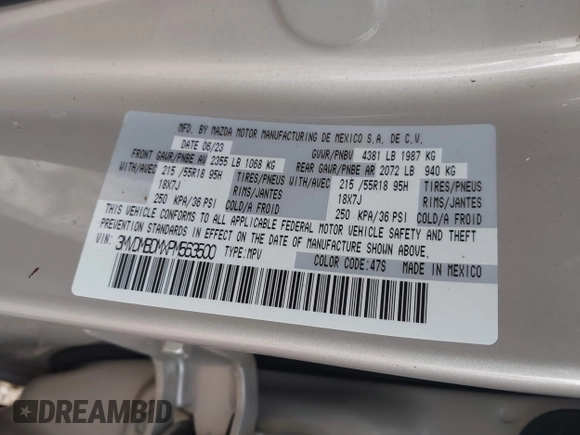 MFD. BY MAZDA MOTOR MANUFACTURING DE MEXICO S.A. DE C.V.
DATE 06/23 GVWR/PNBV 4381 LB 1987 KG
FRONT GAWR/PNBE AV 2355 LB 1068 KG REAR GAWR/PNBE AR 2072 LB 940 KG
WITH/AVEC 215 /55R18 95H TIRES/PNEUS WITH/AVEC 215 /55R18 95H TIRES/PNEUS
18X7J RIMS/JANTES 18X7J RIMS/JANTES
250 KPA/36 PSI COLD/A FROID 250 KPA/36 PSI COLD/A FROID
THIS VEHICLE CONFORMS TO ALL APPLICABLE FEDERAL MOTOR VEHICLE SAFETY AND THEFT
PREVENTION STANDARDS IN EFFECT ON THE DATE OF MANUFACTURE SHOWN ABOVE.
VIN: TYPE: MPV COLOR CODE: 47S MADE IN MEXICO
DREAMBID